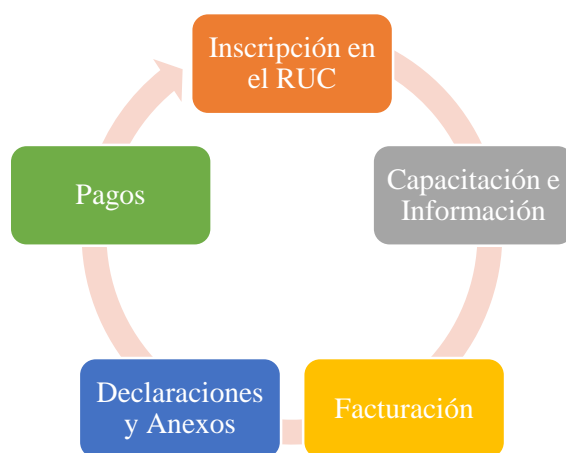 Inscripción en
el RUC
Capacitación e
Información
Facturación
Declaraciones
y Anexos
Pagos